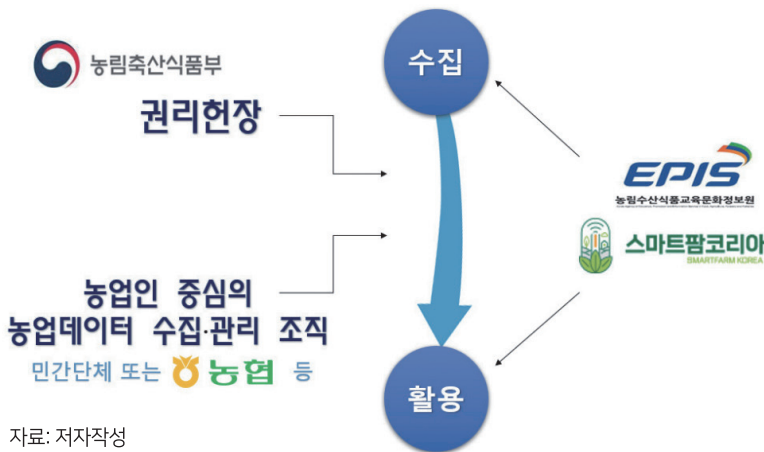 농림축산식품부
권리헌장
농업인 중심의
농업데이터 수집·관리 조직
민간단체 또는 농협 등
수집
활용
EPIS
농림수산식품교육문화정보원
스마트팜코리아
SMARTFARM KOREA
자료: 저자작성